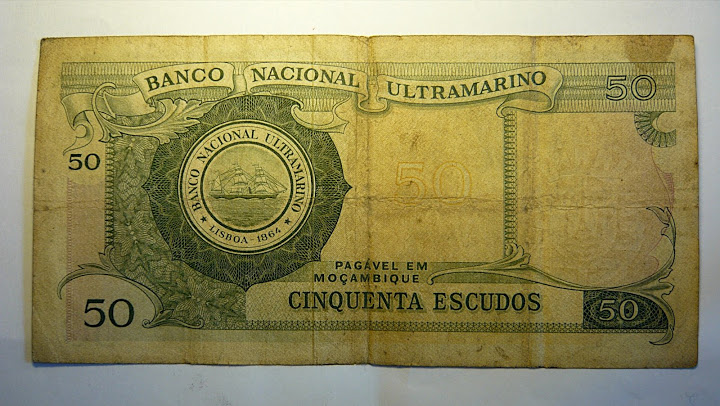 BANCO NACIONAL ULTRAMARINO
50
50
BANCO NACIONAL ULTRAMARINO
LISBOA - 1864
50
PAGÁVEL EM
MOÇAMBIQUE
50
CINQUENTA ESCUDOS
50